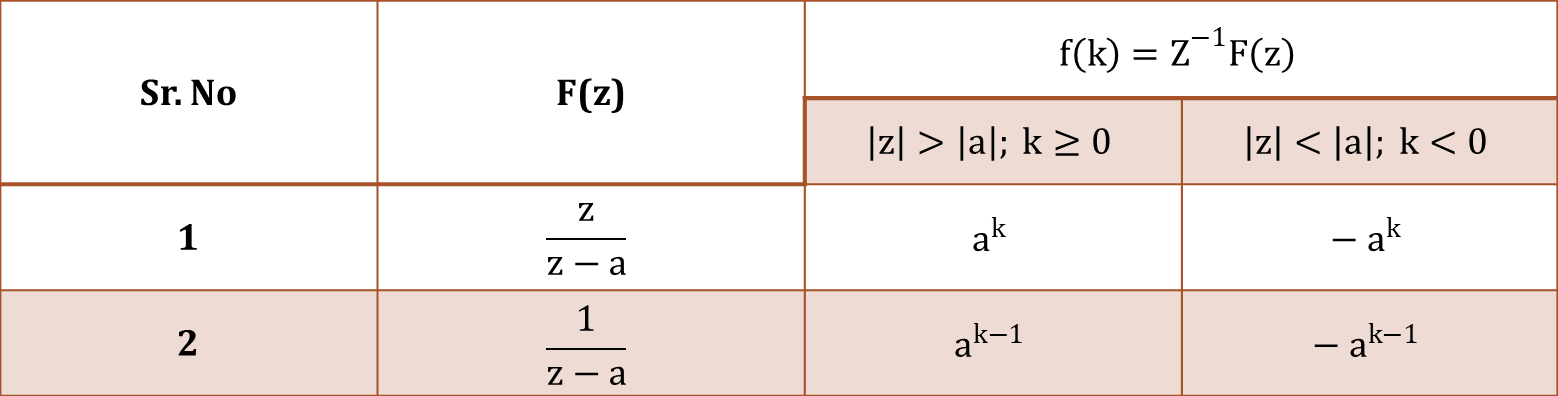 Sr. No F(z) f(k) = Z⁻¹F(z)
|z| > |a|; k ≥ 0 |z| < |a|; k < 0
1 z/(z − a) aᵏ − aᵏ
2 1/(z − a) aᵏ⁻¹ − aᵏ⁻¹